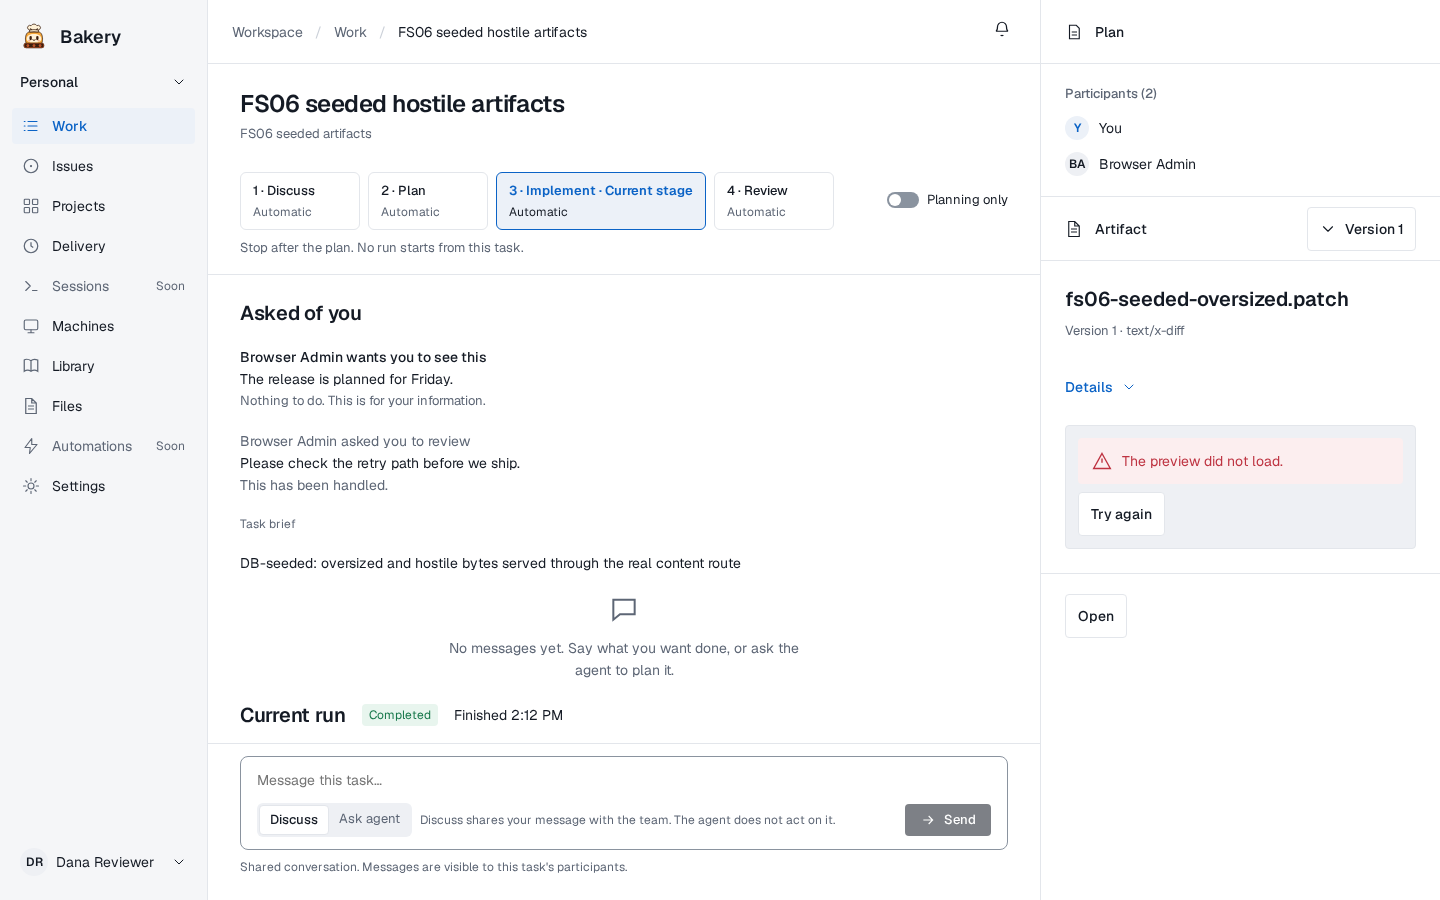 Bakery
Personal
Work
Issues
Projects
Delivery
Sessions Soon
Machines
Library
Files
Automations Soon
Settings
DR Dana Reviewer
Workspace / Work / FS06 seeded hostile artifacts
FS06 seeded hostile artifacts
FS06 seeded artifacts
1 · Discuss
Automatic
2 · Plan
Automatic
3 · Implement · Current stage
Automatic
4 · Review
Automatic
Planning only
Stop after the plan. No run starts from this task.
Asked of you
Browser Admin wants you to see this
The release is planned for Friday.
Nothing to do. This is for your information.
Browser Admin asked you to review
Please check the retry path before we ship.
This has been handled.
Task brief
DB-seeded: oversized and hostile bytes served through the real content route
No messages yet. Say what you want done, or ask the
agent to plan it.
Current run Completed Finished 2:12 PM
Message this task...
Discuss Ask agent Discuss shares your message with the team. The agent does not act on it. Send
Shared conversation. Messages are visible to this task's participants.
Plan
Participants (2)
Y You
BA Browser Admin
Artifact Version 1
fs06-seeded-oversized.patch
Version 1 · text/x-diff
Details
The preview did not load.
Try again
Open